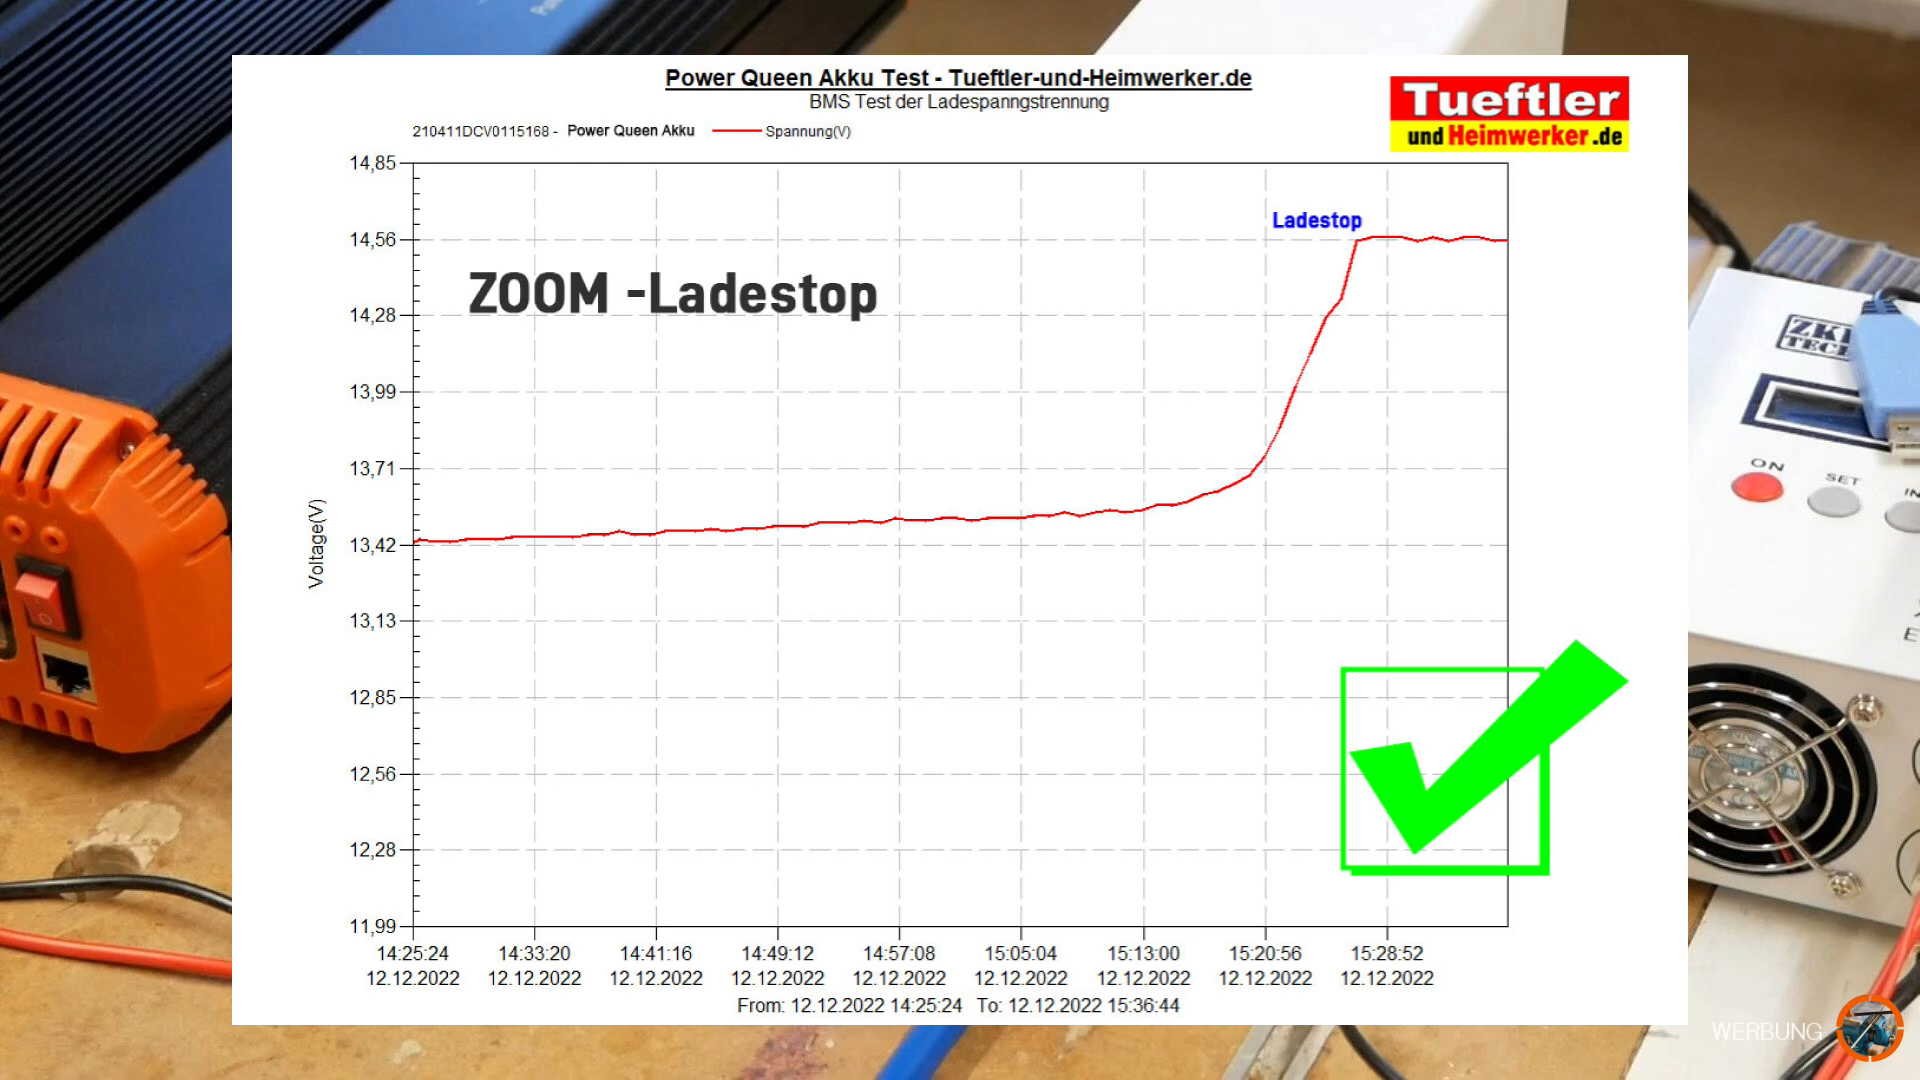 Power Queen Akku Test - Tueftler-und-Heimwerker.de
BMS Test der Ladespanngstrennung
Tueftler
und Heimwerker.de
210411DCV0115168 - Power Queen Akku Spannung(V)
14,85
Ladestop
14,56
ZOOM -Ladestop
14,28
13,99
13,71
13,42
13,13
12,85
12,56
12,28
11,99
Voltage(V)
14:25:24 14:33:20 14:41:16 14:49:12 14:57:08 15:05:04 15:13:00 15:20:56 15:28:52
12.12.2022 12.12.2022 12.12.2022 12.12.2022 12.12.2022 12.12.2022 12.12.2022 12.12.2022 12.12.2022
From: 12.12.2022 14:25:24 To: 12.12.2022 15:36:44
ON
SET
WERBUNG